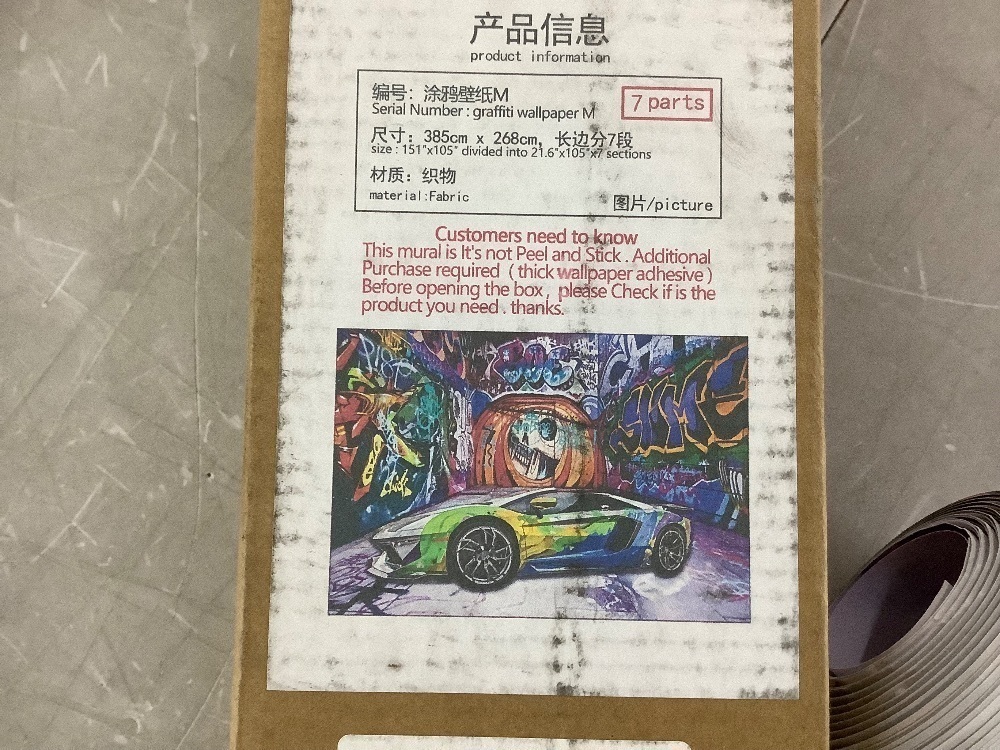 产品信息
product information
编号：涂鸦壁纸M
Serial Number : graffiti wallpaper M
7 parts
尺寸：385cm x 268cm，长边分7段
size : 151"x105" divided into 21.6"x105"x7 sections
材质：织物
material:Fabric
图片/picture
Customers need to know
This mural is It's not Peel and Stick . Additional
Purchase required （thick wallpaper adhesive）
Before opening the box , please Check if is the
product you need . thanks.